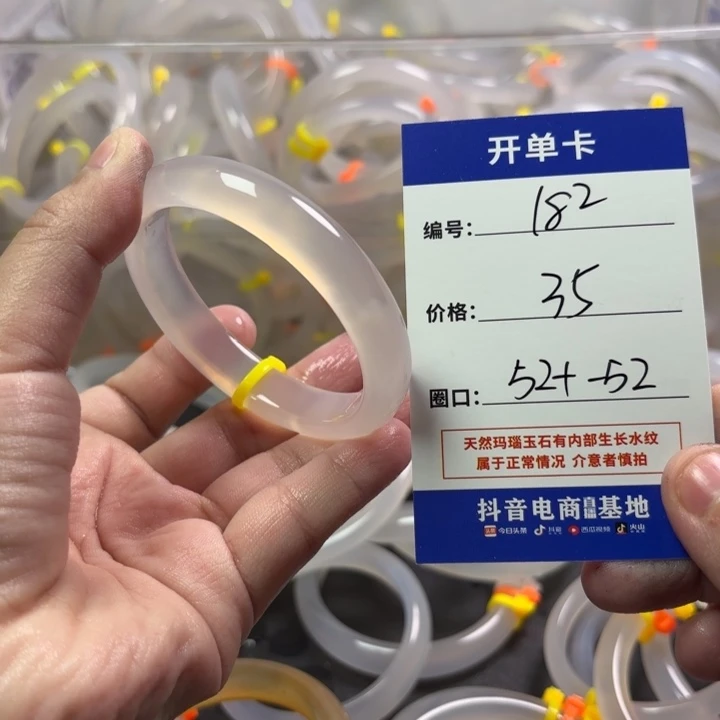 开单卡
编号: 182
价格: 35
圈口: 52+ -52
天然玛瑙玉石有内部生长水纹
属于正常情况 介意者慎拍
抖音电商直播基地
今日头条 抖音 西瓜视频 火山